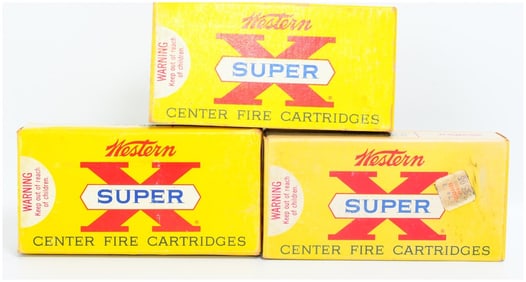 Western
X
SUPER
WARNING
Keep out of reach
of children.
CENTER FIRE CARTRIDGES
Western
X
SUPER
WARNING
Keep out of reach
of children.
CENTER FIRE CARTRIDGES
Western
X
SUPER
WARNING
Keep out of reach
of children.
CENTER FIRE CARTRIDGES